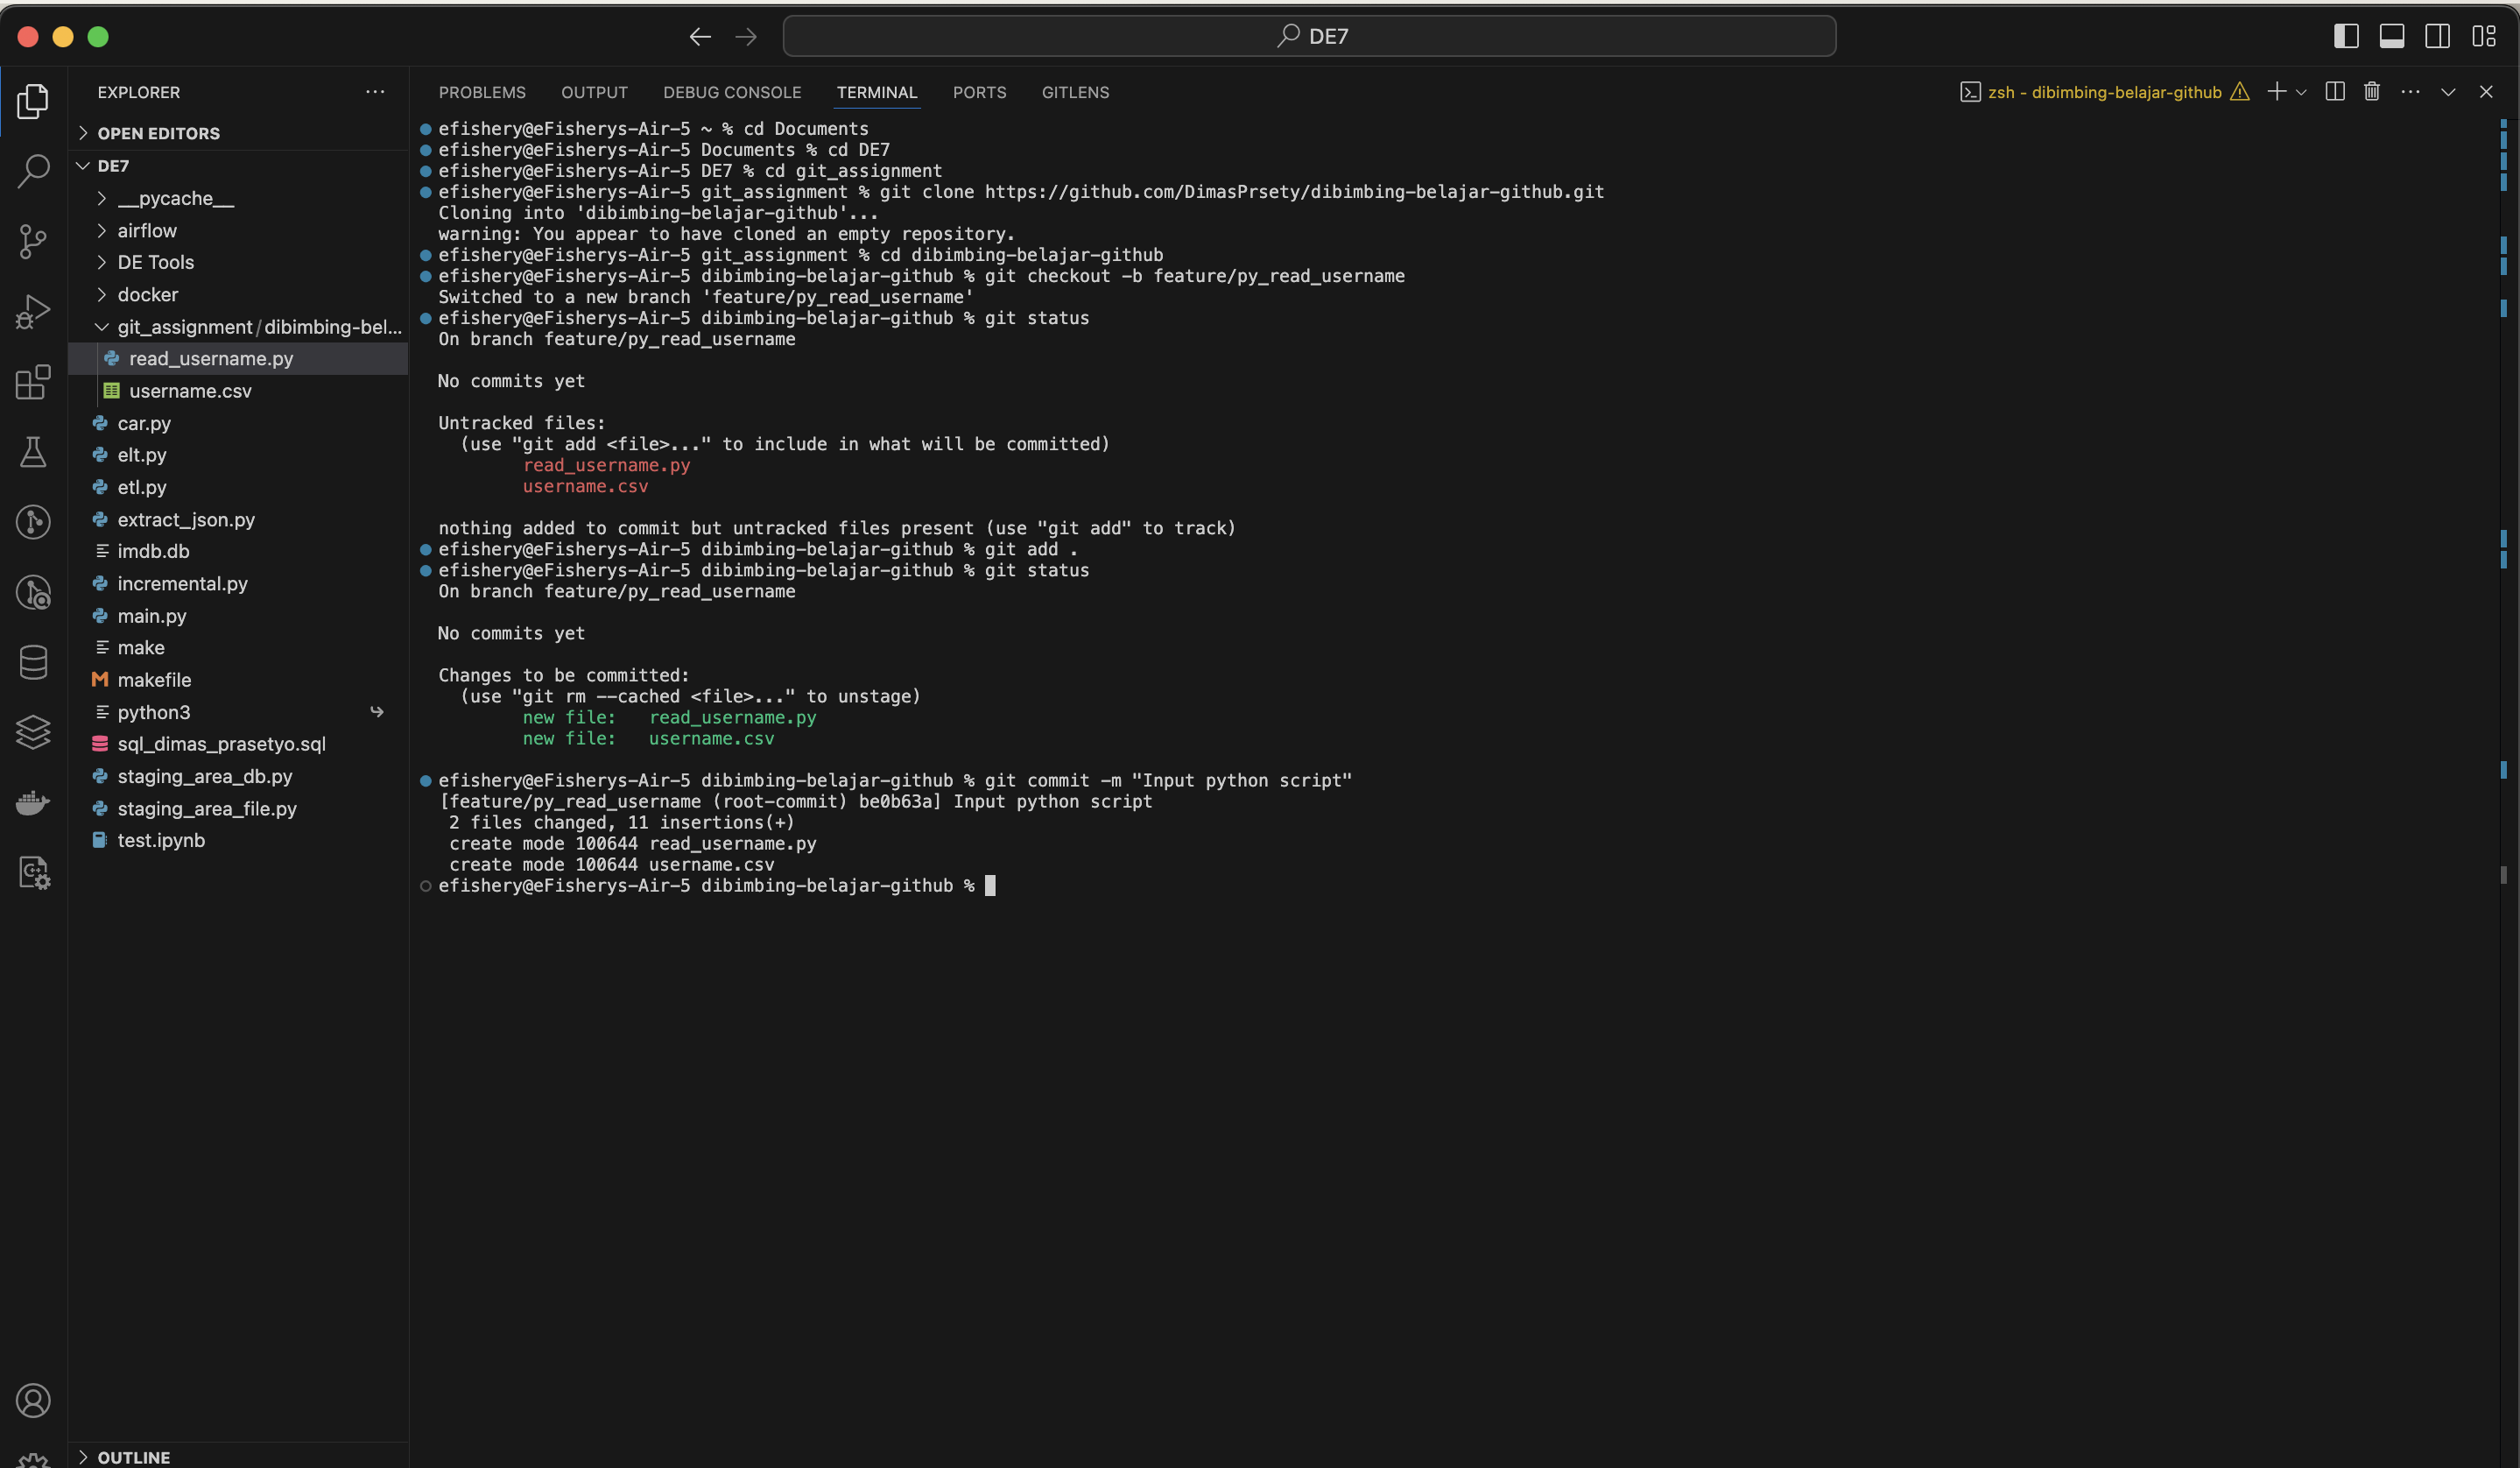 DE7
EXPLORER
OPEN EDITORS
DE7
__pycache__
airflow
DE Tools
docker
git_assignment/dibimbing-bel...
read_username.py
username.csv
car.py
elt.py
etl.py
extract_json.py
imdb.db
incremental.py
main.py
make
makefile
python3
sql_dimas_prasetyo.sql
staging_area_db.py
staging_area_file.py
test.ipynb
OUTLINE
PROBLEMS OUTPUT DEBUG CONSOLE TERMINAL PORTS GITLENS
zsh - dibimbing-belajar-github
efishery@eFisherys-Air-5 ~ % cd Documents
efishery@eFisherys-Air-5 Documents % cd DE7
efishery@eFisherys-Air-5 DE7 % cd git_assignment
efishery@eFisherys-Air-5 git_assignment % git clone https://github.com/DimasPrsety/dibimbing-belajar-github.git
Cloning into 'dibimbing-belajar-github'...
warning: You appear to have cloned an empty repository.
efishery@eFisherys-Air-5 git_assignment % cd dibimbing-belajar-github
efishery@eFisherys-Air-5 dibimbing-belajar-github % git checkout -b feature/py_read_username
Switched to a new branch 'feature/py_read_username'
efishery@eFisherys-Air-5 dibimbing-belajar-github % git status
On branch feature/py_read_username
No commits yet
Untracked files:
(use "git add <file>..." to include in what will be committed)
read_username.py
username.csv
nothing added to commit but untracked files present (use "git add" to track)
efishery@eFisherys-Air-5 dibimbing-belajar-github % git add .
efishery@eFisherys-Air-5 dibimbing-belajar-github % git status
On branch feature/py_read_username
No commits yet
Changes to be committed:
(use "git rm --cached <file>..." to unstage)
new file: read_username.py
new file: username.csv
efishery@eFisherys-Air-5 dibimbing-belajar-github % git commit -m "Input python script"
[feature/py_read_username (root-commit) be0b63a] Input python script
2 files changed, 11 insertions(+)
create mode 100644 read_username.py
create mode 100644 username.csv
efishery@eFisherys-Air-5 dibimbing-belajar-github %